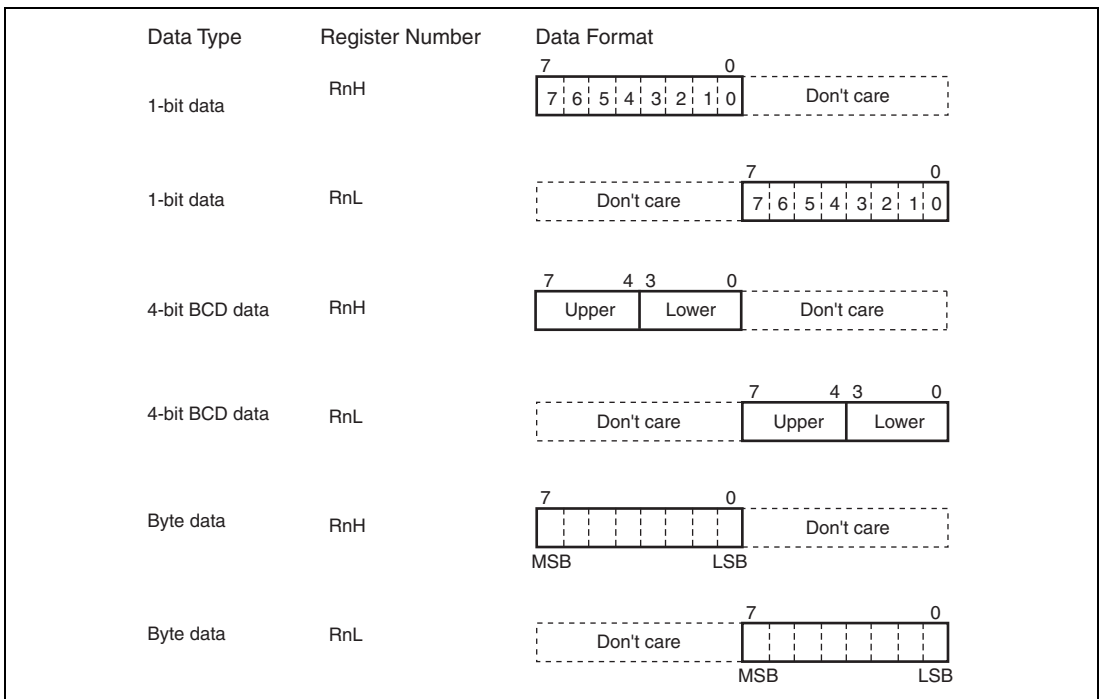 Data Type Register Number Data Format
7 0
1-bit data RnH 7 6 5 4 3 2 1 0 Don't care
7 0
1-bit data RnL Don't care 7 6 5 4 3 2 1 0
7 4 3 0
4-bit BCD data RnH Upper Lower Don't care
7 4 3 0
4-bit BCD data RnL Don't care Upper Lower
7 0
Byte data RnH Don't care
MSB LSB
7 0
Byte data RnL Don't care
MSB LSB